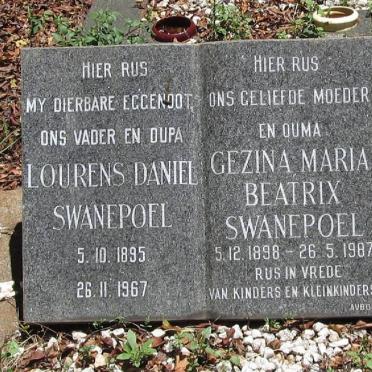 HIER RUS
MY DIERBARE EGGENOOT,
ONS VADER EN OUPA
LOURENS DANIEL
SWANEPOEL
5.10.1895
26.11.1967
HIER RUS
ONS GELIEFDE MOEDER
EN OUMA
GEZINA MARIA
BEATRIX
SWANEPOEL
5.12.1898 - 26.5.1987
RUS IN VREDE
VAN KINDERS EN KLEINKINDERS
AVBOB